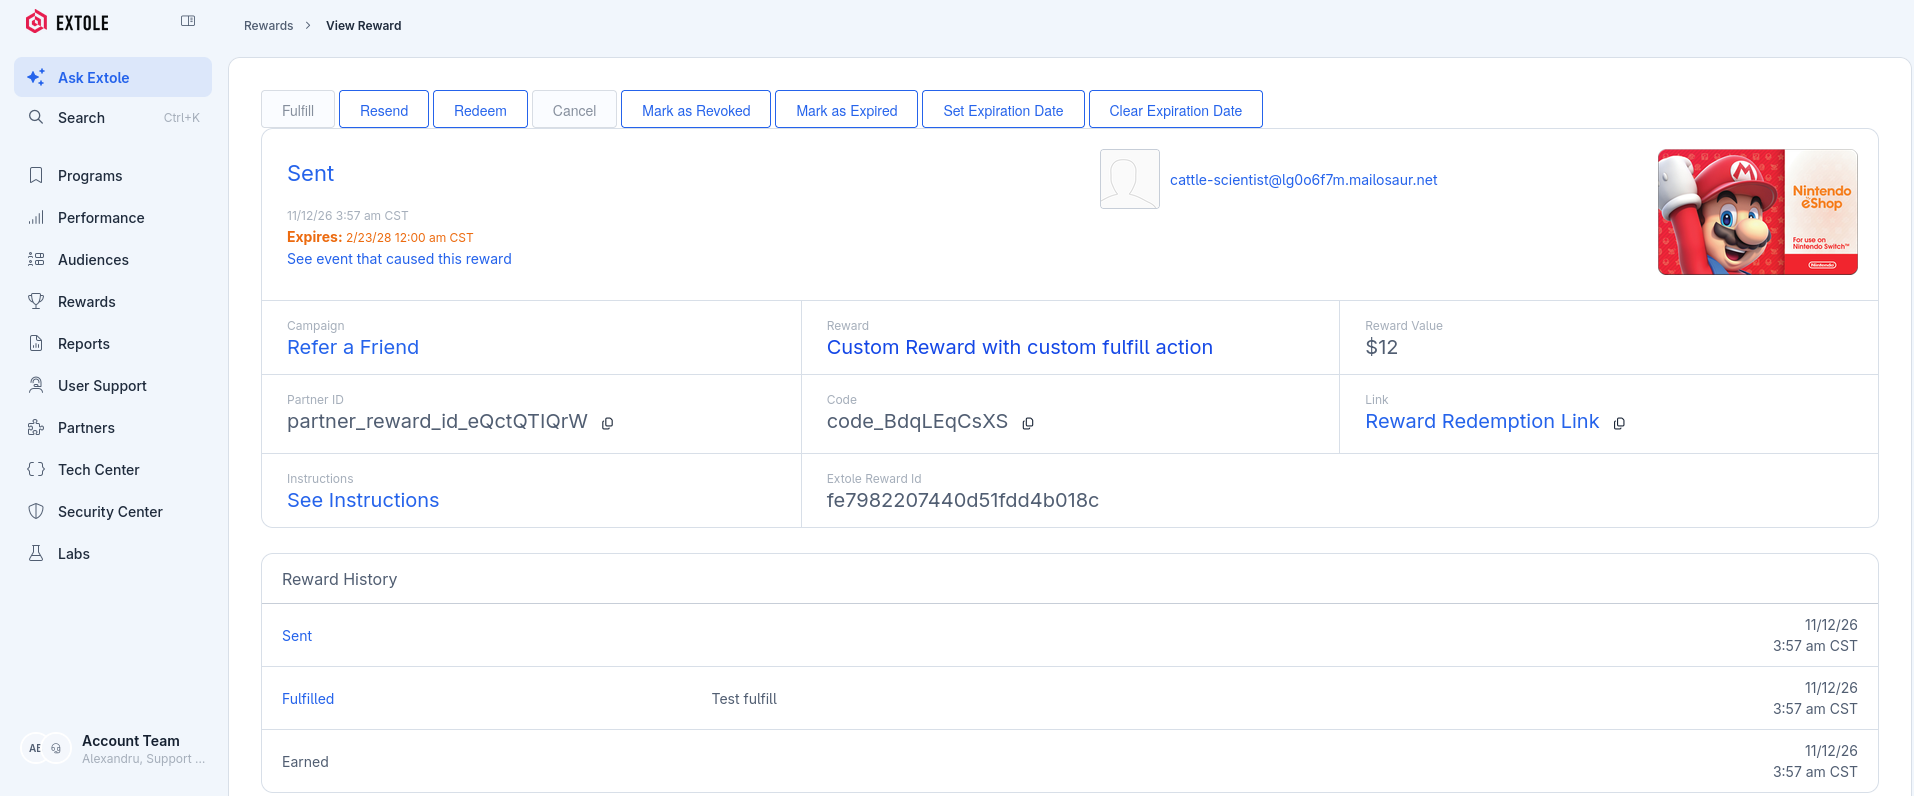 EXTOLE
Rewards > View Reward
Ask Extole
Search Ctrl+K
Programs
Performance
Audiences
Rewards
Reports
User Support
Partners
Tech Center
Security Center
Labs
AE
Account Team
Alexandru, Support ...
Fulfill Resend Redeem Cancel Mark as Revoked Mark as Expired Set Expiration Date Clear Expiration Date
Sent
11/12/26 3:57 am CST
Expires: 2/23/28 12:00 am CST
See event that caused this reward
cattle-scientist@lg0o6f7m.mailosaur.net
M
Nintendo
eShop
For use on
Nintendo Switch™
Nintendo
Campaign
Refer a Friend
Reward
Custom Reward with custom fulfill action
Reward Value
$12
Partner ID
partner_reward_id_eQctQTIQrW
Code
code_BdqLEqCsXS
Link
Reward Redemption Link
Instructions
See Instructions
Extole Reward Id
fe7982207440d51fdd4b018c
Reward History
Sent
11/12/26
3:57 am CST
Fulfilled Test fulfill
11/12/26
3:57 am CST
Earned
11/12/26
3:57 am CST